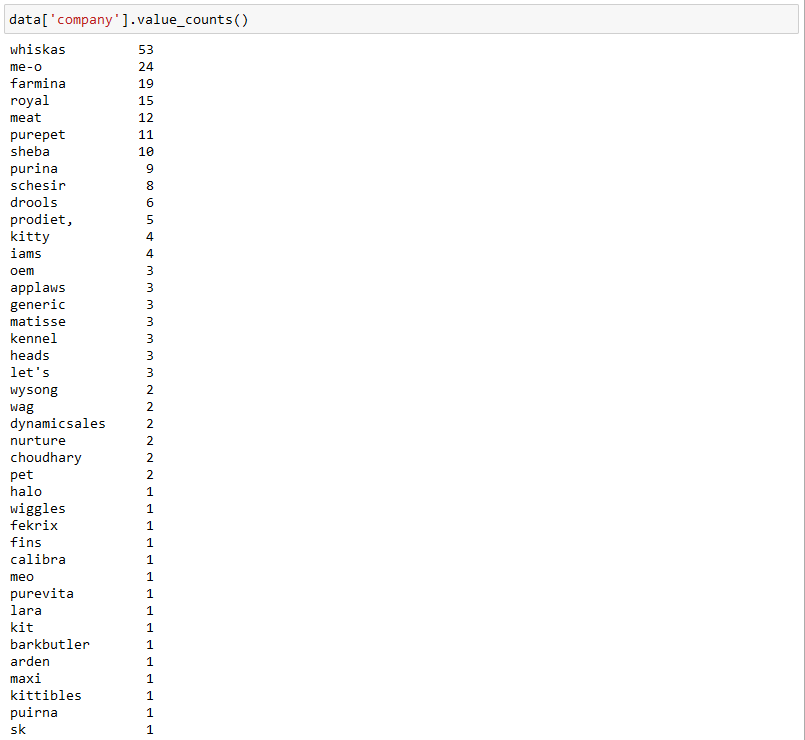 data['company'].value_counts()
whiskas 53
me-o 24
farmina 19
royal 15
meat 12
purepet 11
sheba 10
purina 9
schesir 8
drools 6
prodiet, 5
kitty 4
iams 4
oem 3
applaws 3
generic 3
matisse 3
kennel 3
heads 3
let's 3
wysong 2
wag 2
dynamicsales 2
nurture 2
choudhary 2
pet 2
halo 1
wiggles 1
fekrix 1
fins 1
calibra 1
meo 1
purevita 1
lara 1
kit 1
barkbutler 1
arden 1
maxi 1
kittibles 1
puirna 1
sk 1